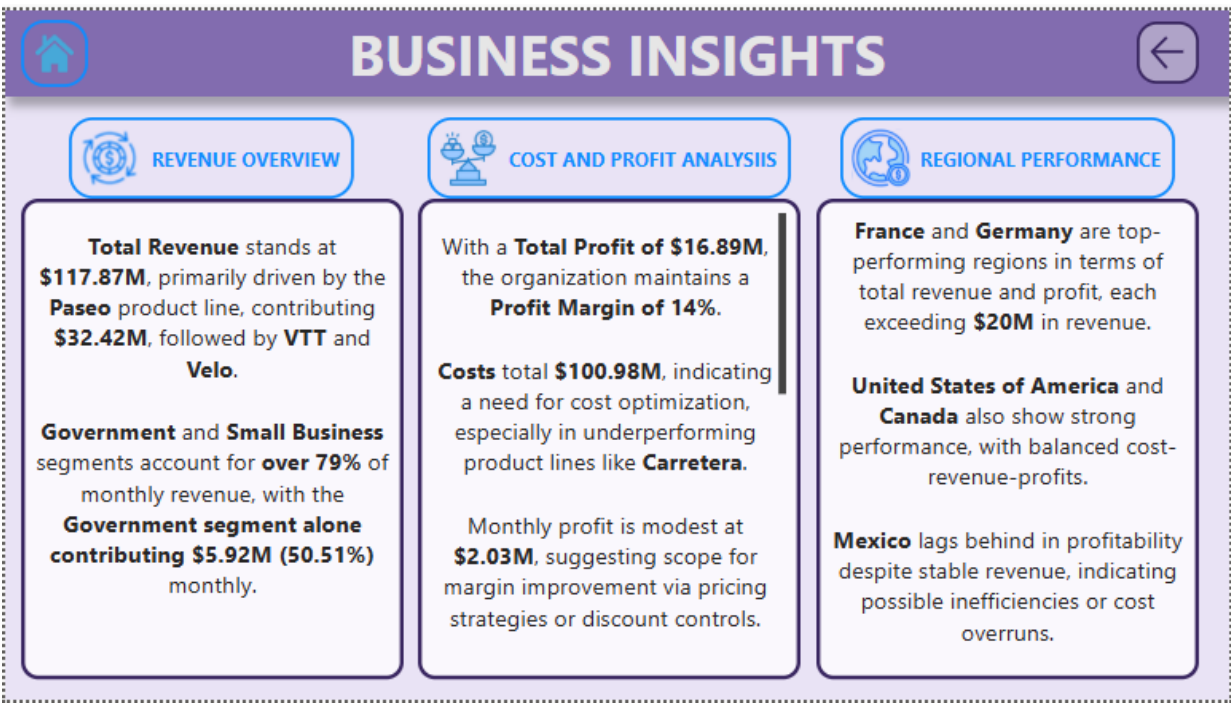 BUSINESS INSIGHTS
REVENUE OVERVIEW
Total Revenue stands at
$117.87M, primarily driven by the
Paseo product line, contributing
$32.42M, followed by VTT and
Velo.
Government and Small Business
segments account for over 79% of
monthly revenue, with the
Government segment alone
contributing $5.92M (50.51%)
monthly.
COST AND PROFIT ANALYSIIS
With a Total Profit of $16.89M,
the organization maintains a
Profit Margin of 14%.
Costs total $100.98M, indicating
a need for cost optimization,
especially in underperforming
product lines like Carretera.
Monthly profit is modest at
$2.03M, suggesting scope for
margin improvement via pricing
strategies or discount controls.
REGIONAL PERFORMANCE
France and Germany are top-
performing regions in terms of
total revenue and profit, each
exceeding $20M in revenue.
United States of America and
Canada also show strong
performance, with balanced cost-
revenue-profits.
Mexico lags behind in profitability
despite stable revenue, indicating
possible inefficiencies or cost
overruns.